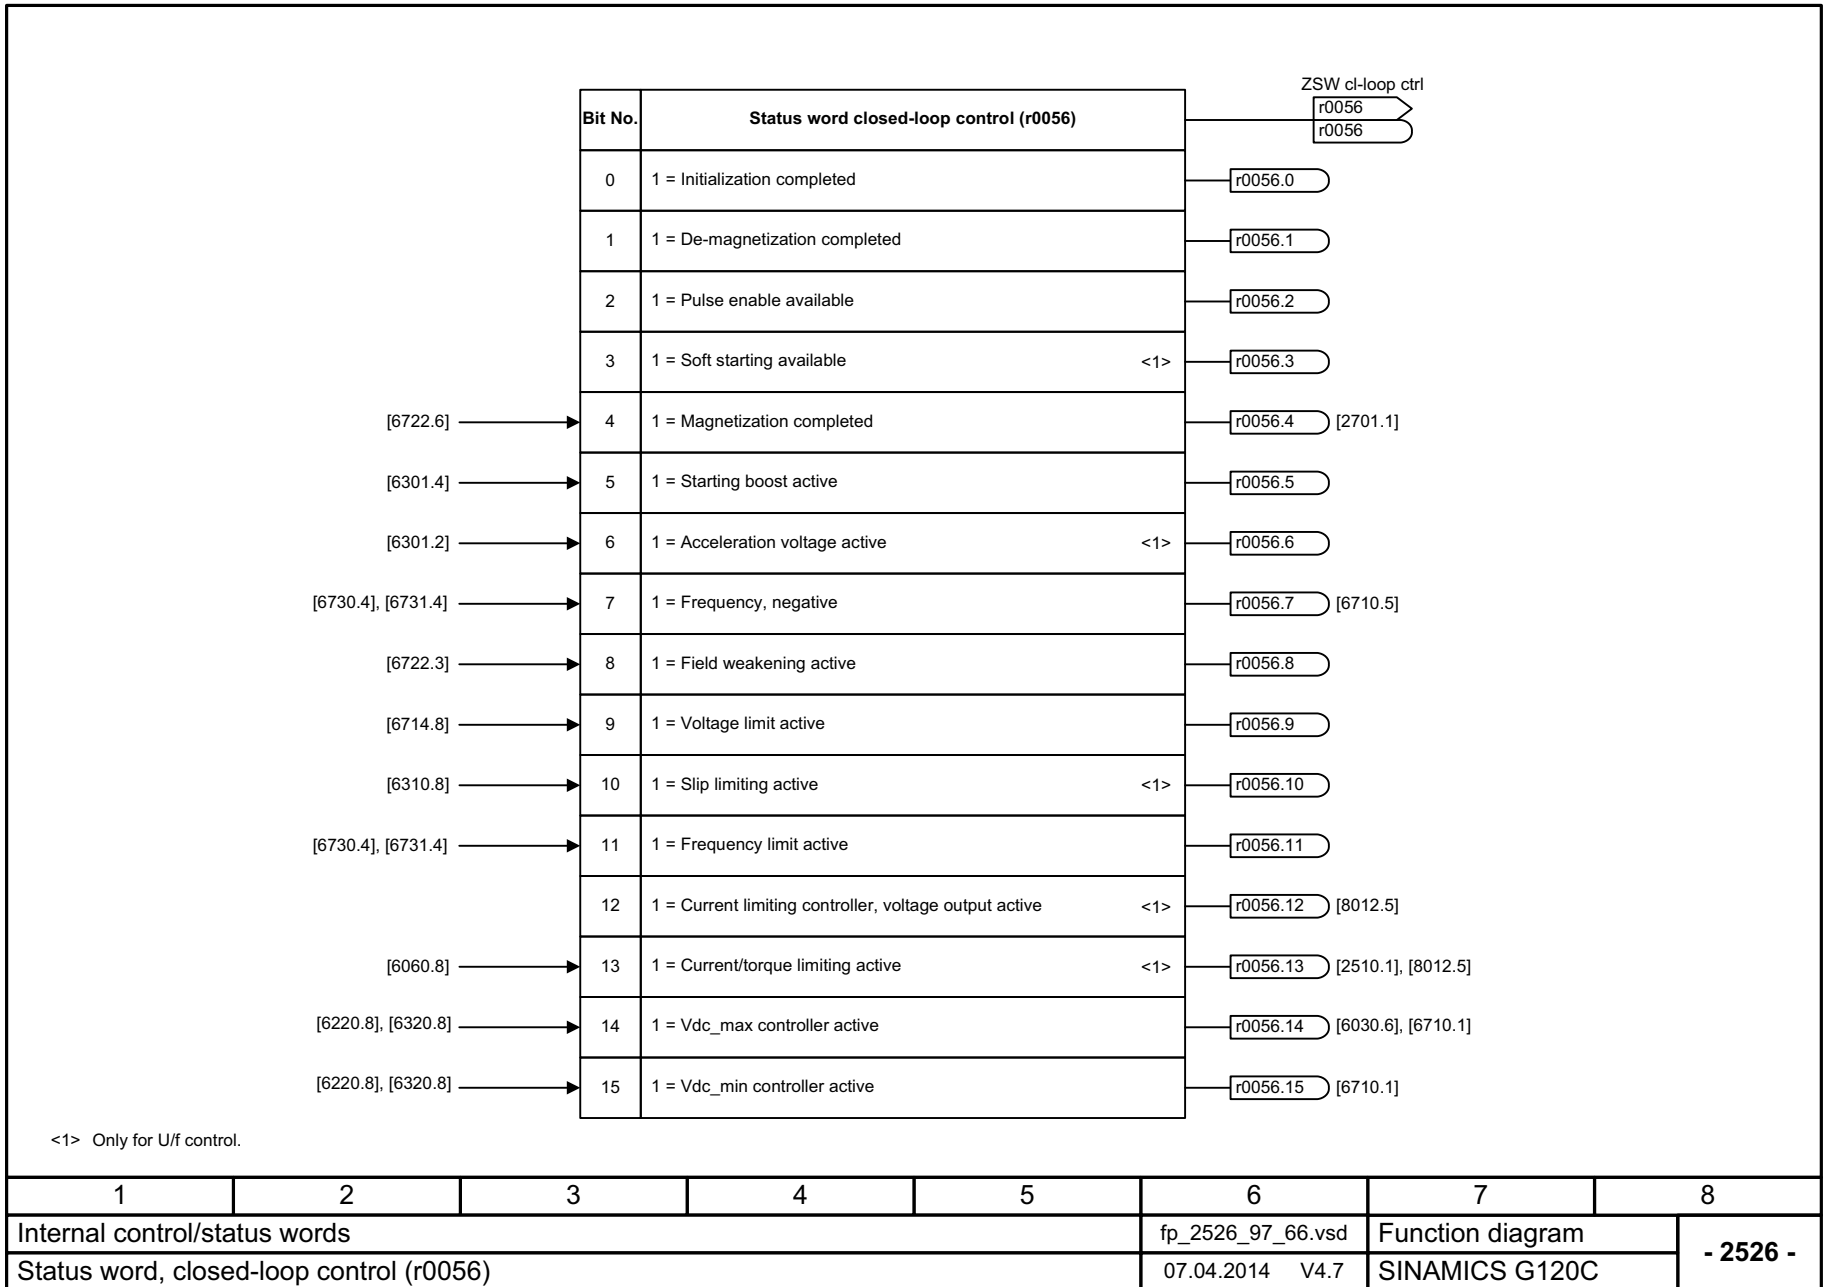 ZSW cl-loop ctrl
Bit No. Status word closed-loop control (r0056) r0056
r0056
0 1 = Initialization completed r0056.0
1 1 = De-magnetization completed r0056.1
2 1 = Pulse enable available r0056.2
3 1 = Soft starting available <1> r0056.3
[6722.6] 4 1 = Magnetization completed r0056.4 [2701.1]
[6301.4] 5 1 = Starting boost active r0056.5
[6301.2] 6 1 = Acceleration voltage active <1> r0056.6
[6730.4], [6731.4] 7 1 = Frequency, negative r0056.7 [6710.5]
[6722.3] 8 1 = Field weakening active r0056.8
[6714.8] 9 1 = Voltage limit active r0056.9
[6310.8] 10 1 = Slip limiting active <1> r0056.10
[6730.4], [6731.4] 11 1 = Frequency limit active r0056.11
12 1 = Current limiting controller, voltage output active <1> r0056.12 [8012.5]
[6060.8] 13 1 = Current/torque limiting active <1> r0056.13 [2510.1], [8012.5]
[6220.8], [6320.8] 14 1 = Vdc_max controller active r0056.14 [6030.6], [6710.1]
[6220.8], [6320.8] 15 1 = Vdc_min controller active r0056.15 [6710.1]
<1> Only for U/f control.
1 2 3 4 5 6 7 8
Internal control/status words fp_2526_97_66.vsd Function diagram - 2526 -
Status word, closed-loop control (r0056) 07.04.2014 V4.7 SINAMICS G120C